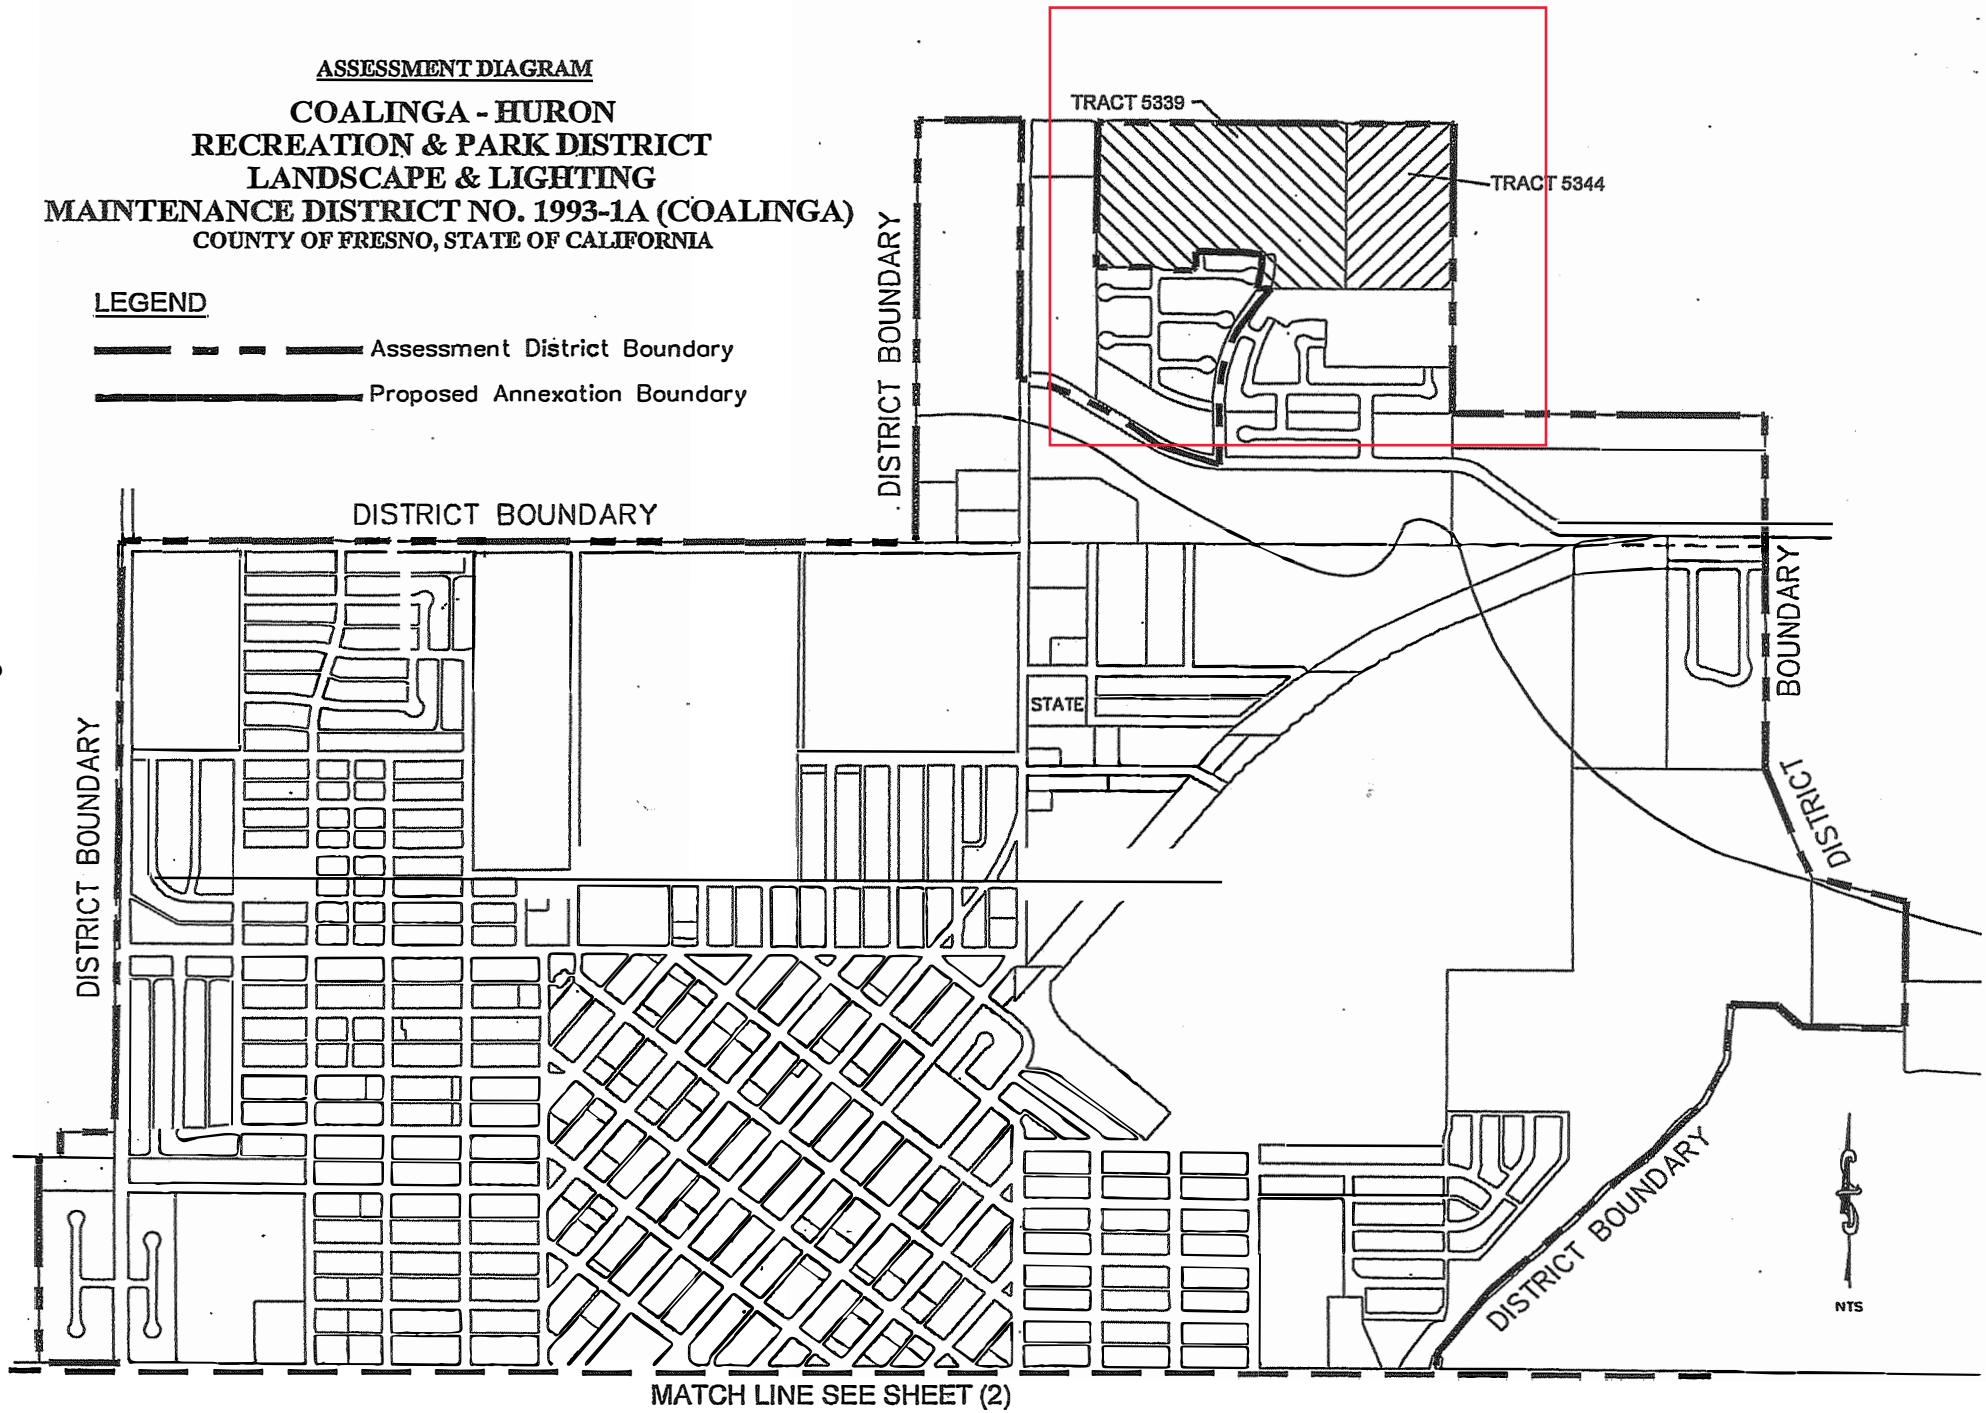 ASSESSMENT DIAGRAM
COALINGA - HURON
RECREATION & PARK DISTRICT
LANDSCAPE & LIGHTING
MAINTENANCE DISTRICT NO. 1993-1A (COALINGA)
COUNTY OF FRESNO, STATE OF CALIFORNIA
LEGEND
Assessment District Boundary
Proposed Annexation Boundary
TRACT 5339
TRACT 5344
DISTRICT BOUNDARY
DISTRICT BOUNDARY
DISTRICT BOUNDARY
STATE
BOUNDARY
DISTRICT
DISTRICT BOUNDARY
NTS
MATCH LINE SEE SHEET (2)